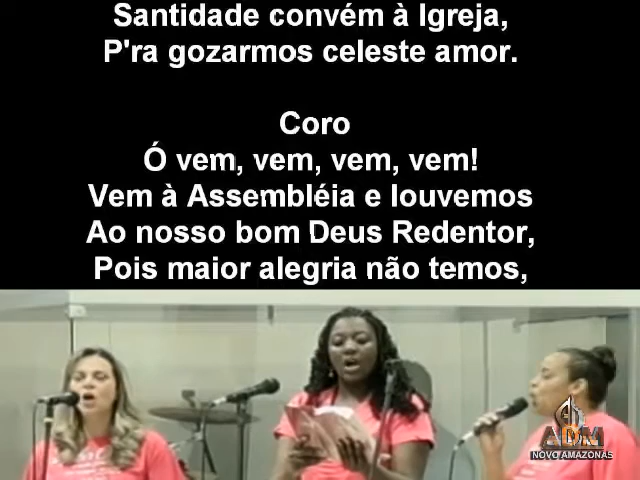 Santidade convém à Igreja,
P'ra gozarmos celeste amor.
Coro
Ó vem, vem, vem, vem!
Vem à Assembléia e louvemos
Ao nosso bom Deus Redentor,
Pois maior alegria não temos,
ADM
NOVO AMAZONAS